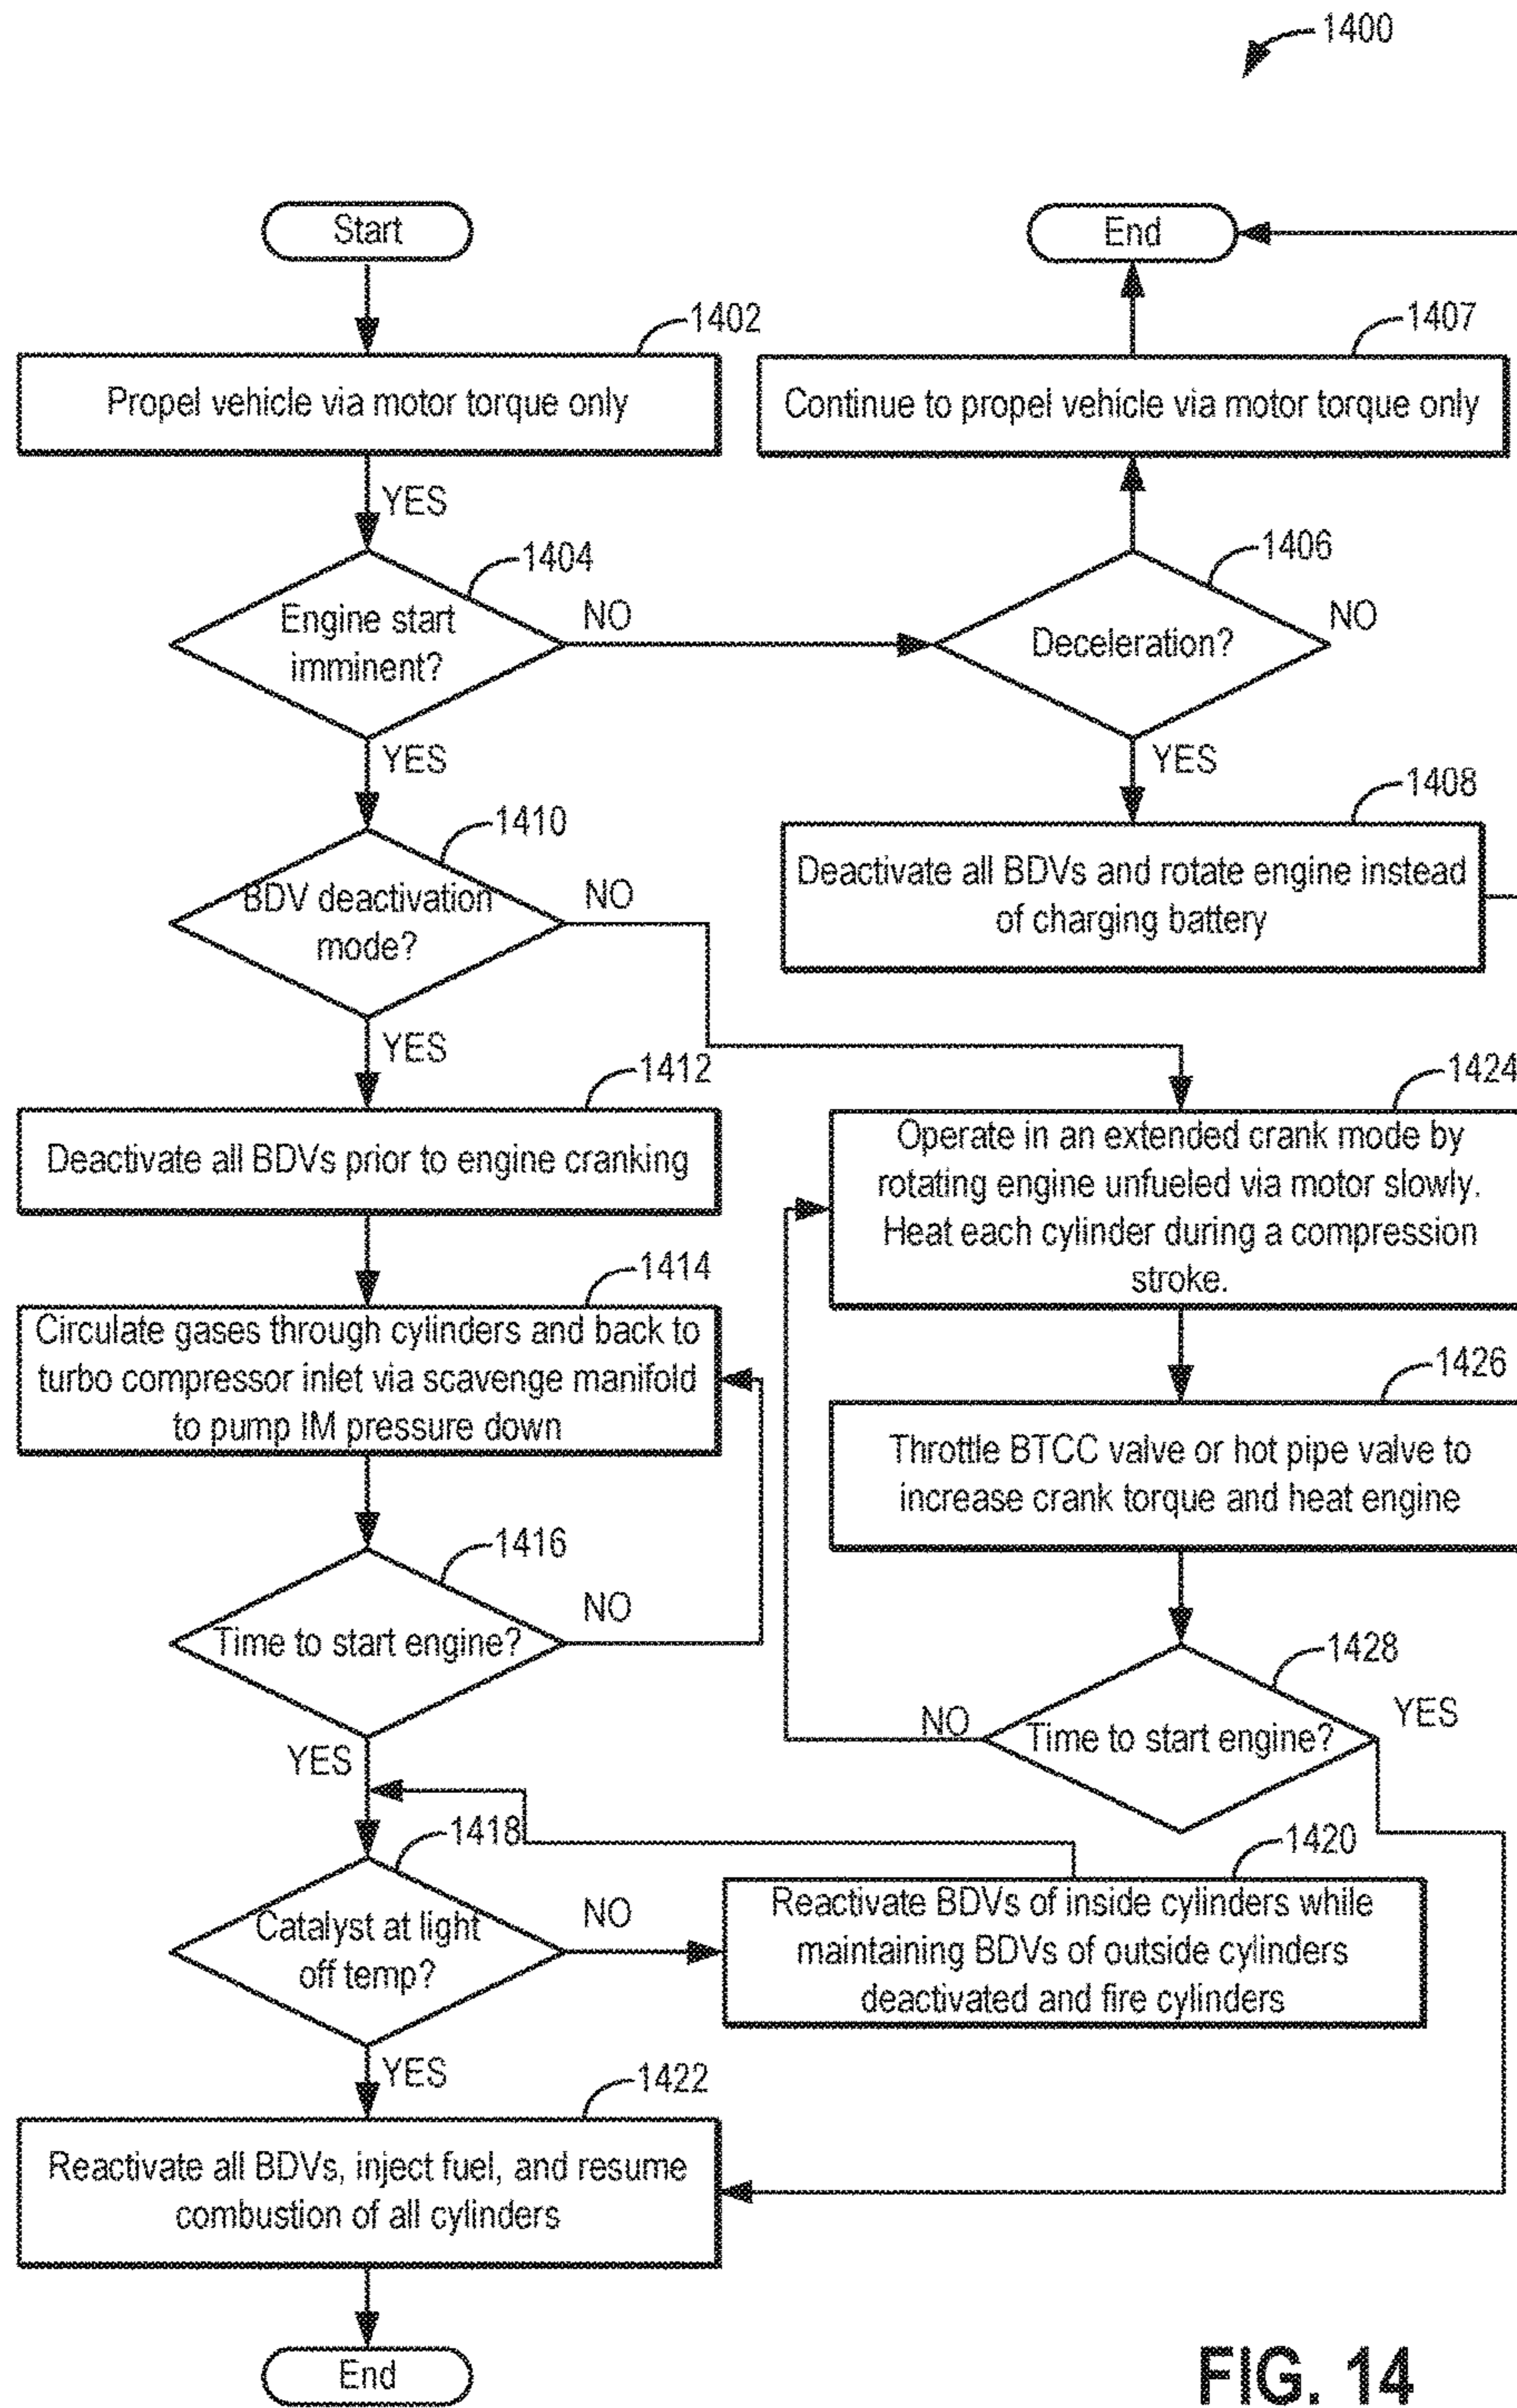 1400
Start
End
1402
1407
Propel vehicle via motor torque only
Continue to propel vehicle via motor torque only
YES
1404
1406
Engine start
imminent?
NO
Deceleration?
NO
YES
YES
1408
1410
Deactivate all BDVs and rotate engine instead
of charging battery
BDV deactivation
mode?
NO
YES
1412
1424
Deactivate all BDVs prior to engine cranking
Operate in an extended crank mode by
rotating engine unfueled via motor slowly.
Heat each cylinder during a compression
stroke.
1414
Circulate gases through cylinders and back to
turbo compressor inlet via scavenge manifold
to pump IM pressure down
1426
Throttle BTCC valve or hot pipe valve to
increase crank torque and heat engine
1416
Time to start engine?
NO
1428
Time to start engine?
NO
YES
YES
1418
1420
Catalyst at light
off temp?
NO
Reactivate BDVs of inside cylinders while
maintaining BDVs of outside cylinders
deactivated and fire cylinders
YES
1422
Reactivate all BDVs, inject fuel, and resume
combustion of all cylinders
End
FIG. 14